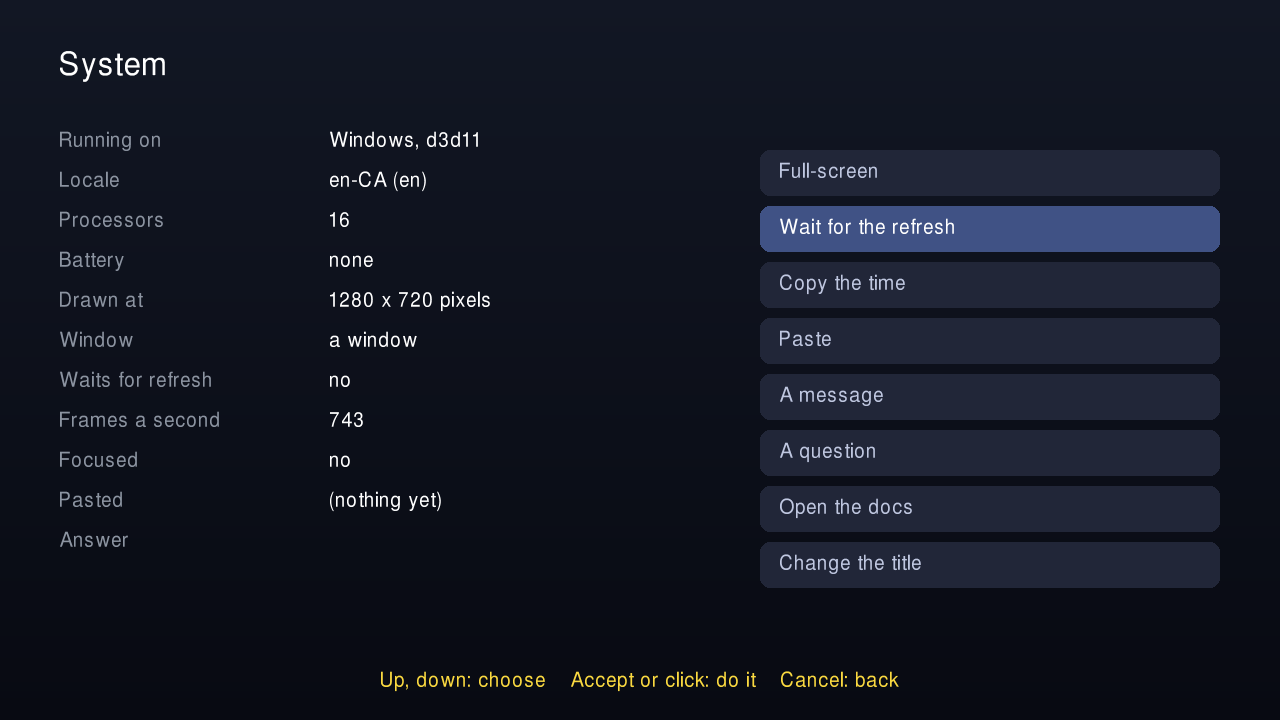 System
Running on Windows, d3d11
Locale en-CA (en)
Processors 16
Battery none
Drawn at 1280 x 720 pixels
Window a window
Waits for refresh no
Frames a second 743
Focused no
Pasted (nothing yet)
Answer
Full-screen
Wait for the refresh
Copy the time
Paste
A message
A question
Open the docs
Change the title
Up, down: choose Accept or click: do it Cancel: back